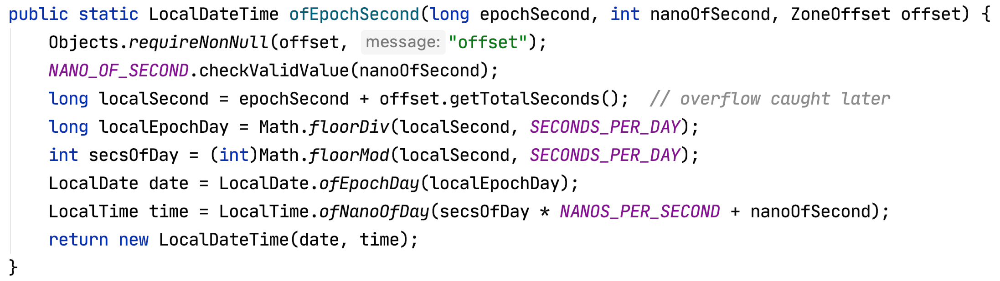 public static LocalDateTime ofEpochSecond(long epochSecond, int nanoOfSecond, ZoneOffset offset) {
    Objects.requireNonNull(offset, message: "offset");
    NANO_OF_SECOND.checkValidValue(nanoOfSecond);
    long localSecond = epochSecond + offset.getTotalSeconds();  // overflow caught later
    long localEpochDay = Math.floorDiv(localSecond, SECONDS_PER_DAY);
    int secsOfDay = (int)Math.floorMod(localSecond, SECONDS_PER_DAY);
    LocalDate date = LocalDate.ofEpochDay(localEpochDay);
    LocalTime time = LocalTime.ofNanoOfDay(secsOfDay * NANOS_PER_SECOND + nanoOfSecond);
    return new LocalDateTime(date, time);
}